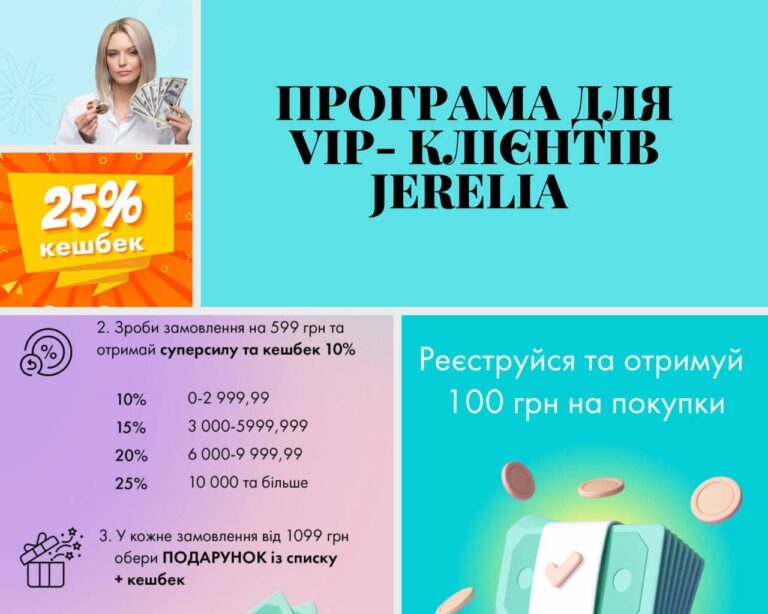 ПРОГРАМА ДЛЯ
VIP- КЛІЄНТІВ
JERELIA
25%
кешбек
2. Зроби замовлення на 599 грн та
отримай суперсилу та кешбек 10%
10% 0-2 999,99
15% 3 000-5999,999
20% 6 000-9 999,99
25% 10 000 та більше
3. У кожне замовлення від 1099 грн
обери ПОДАРУНОК із списку
+ кешбек
Реєструйся та отримуй
100 грн на покупки